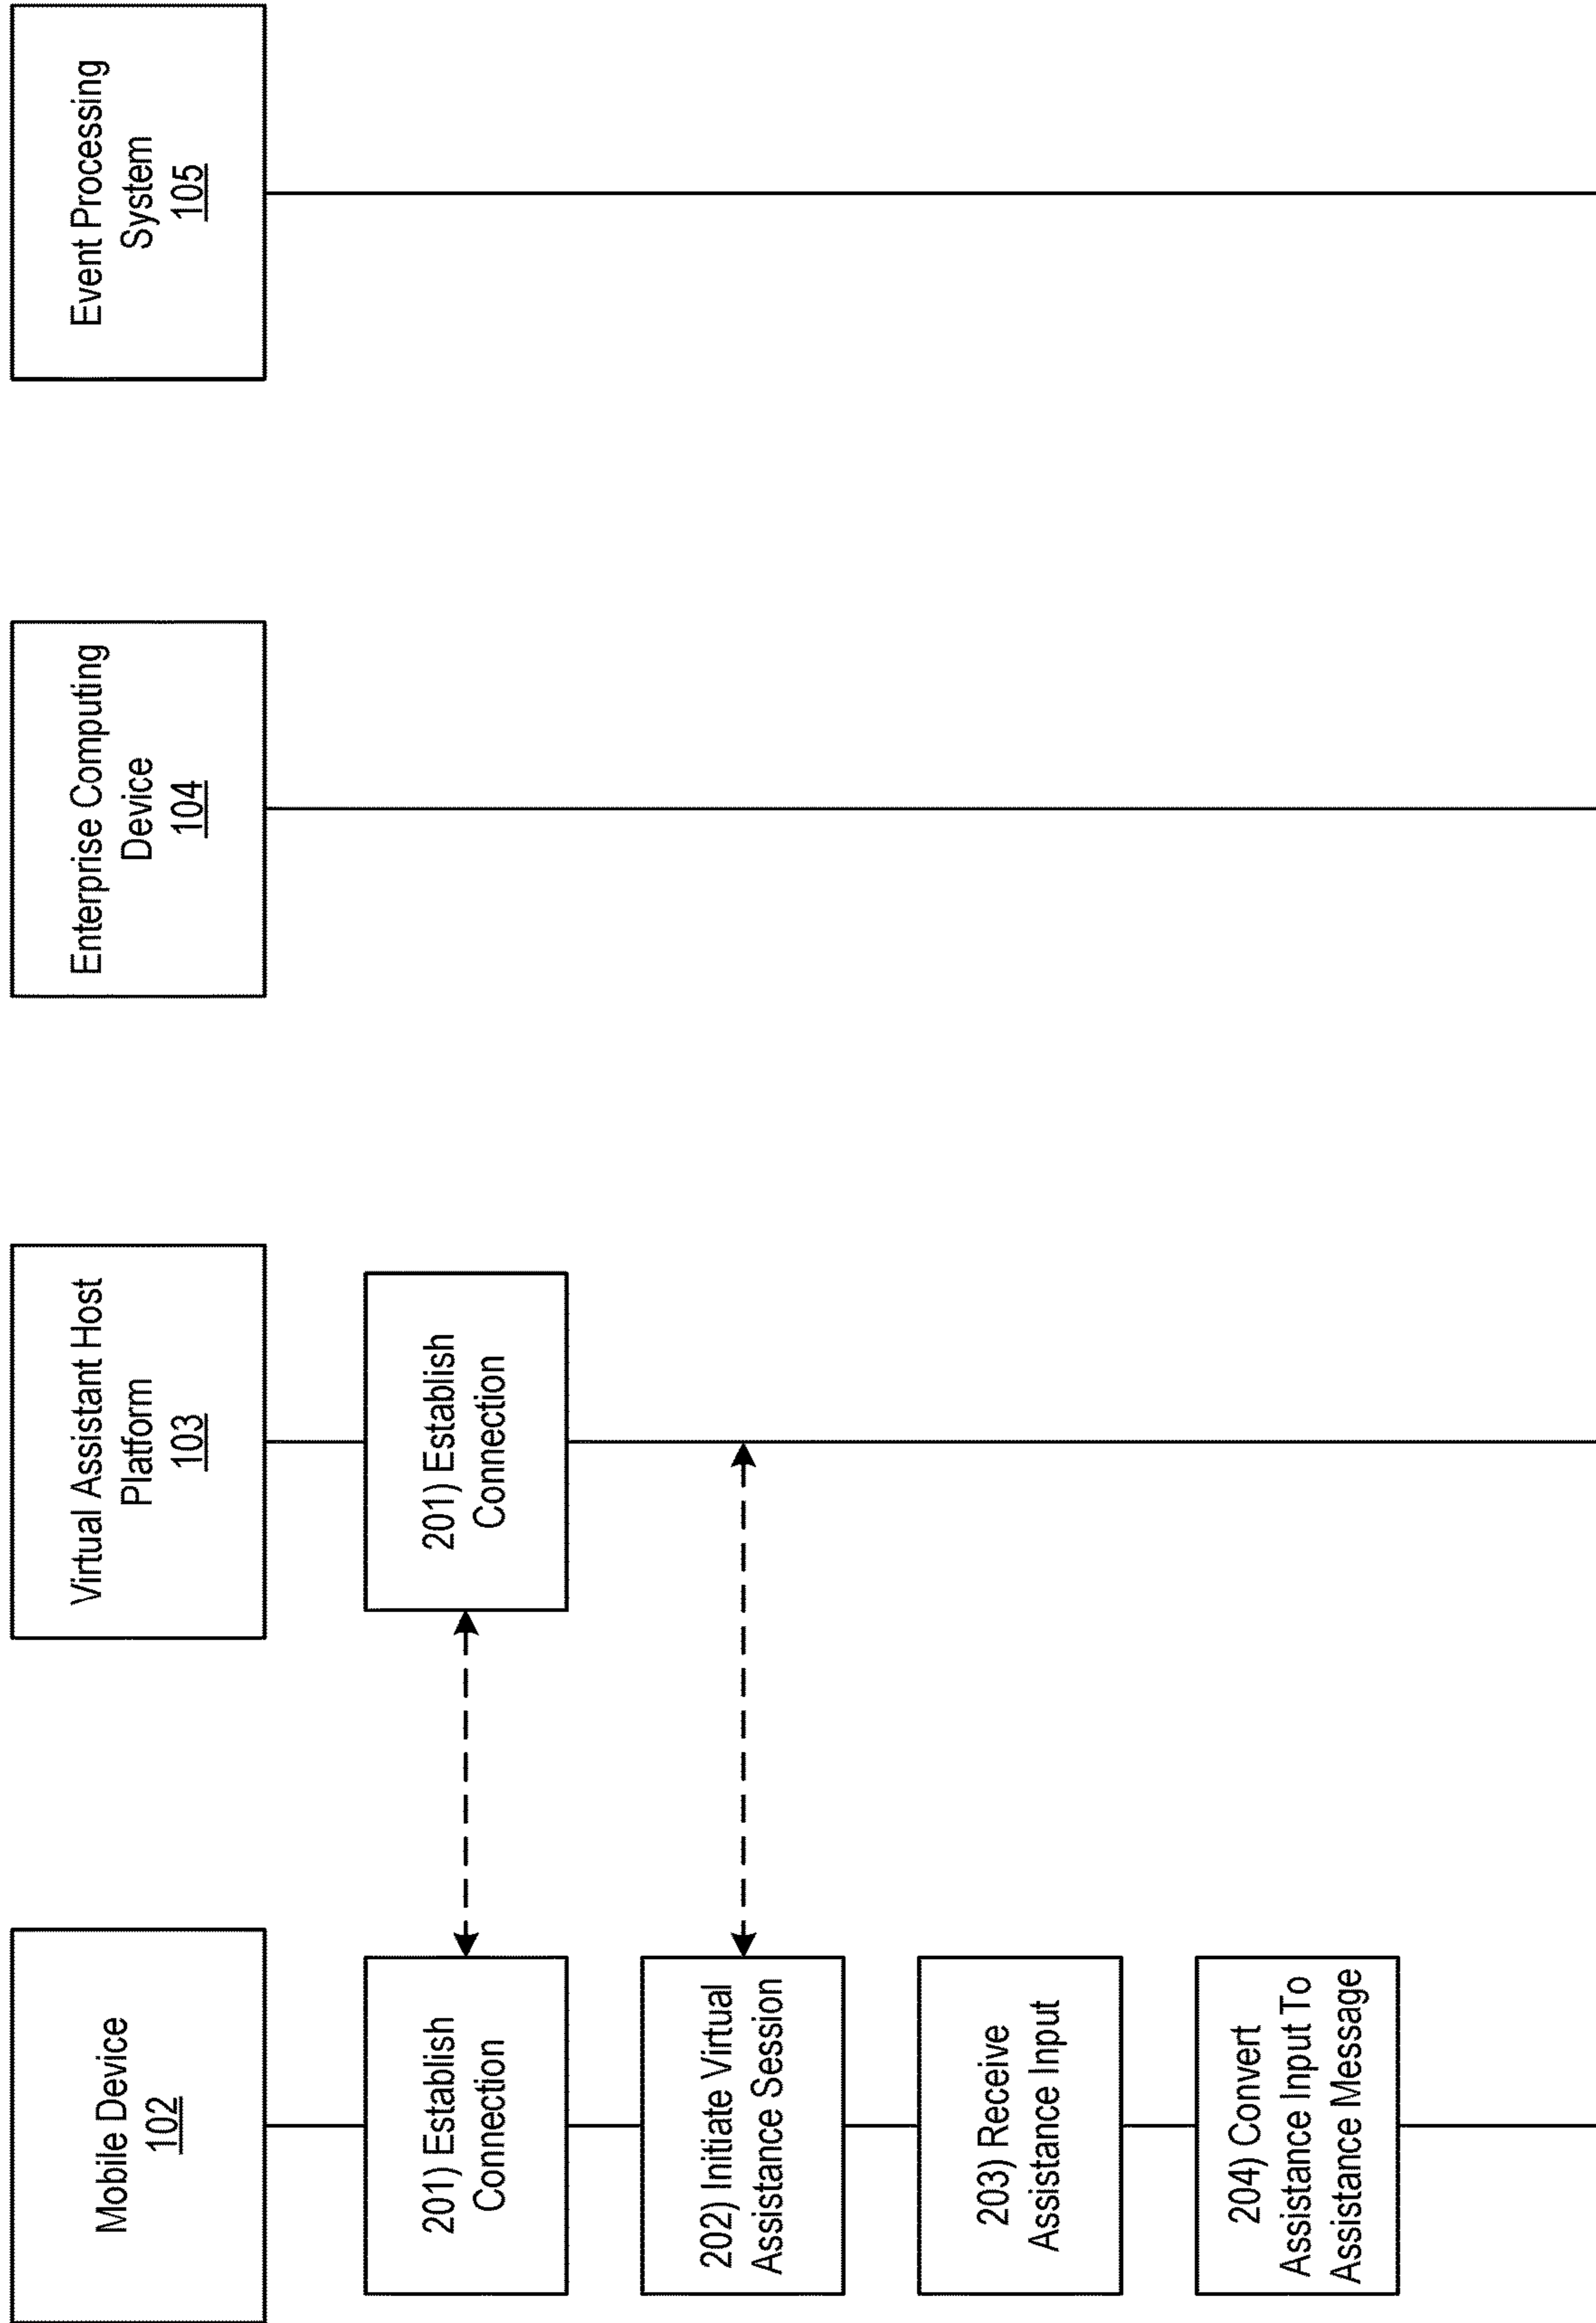 Mobile Device
102
Virtual Assistant Host
Platform
103
Enterprise Computing
Device
104
Event Processing
System
105
201) Establish
Connection
201) Establish
Connection
202) Initiate Virtual
Assistance Session
203) Receive
Assistance Input
204) Convert
Assistance Input To
Assistance Message